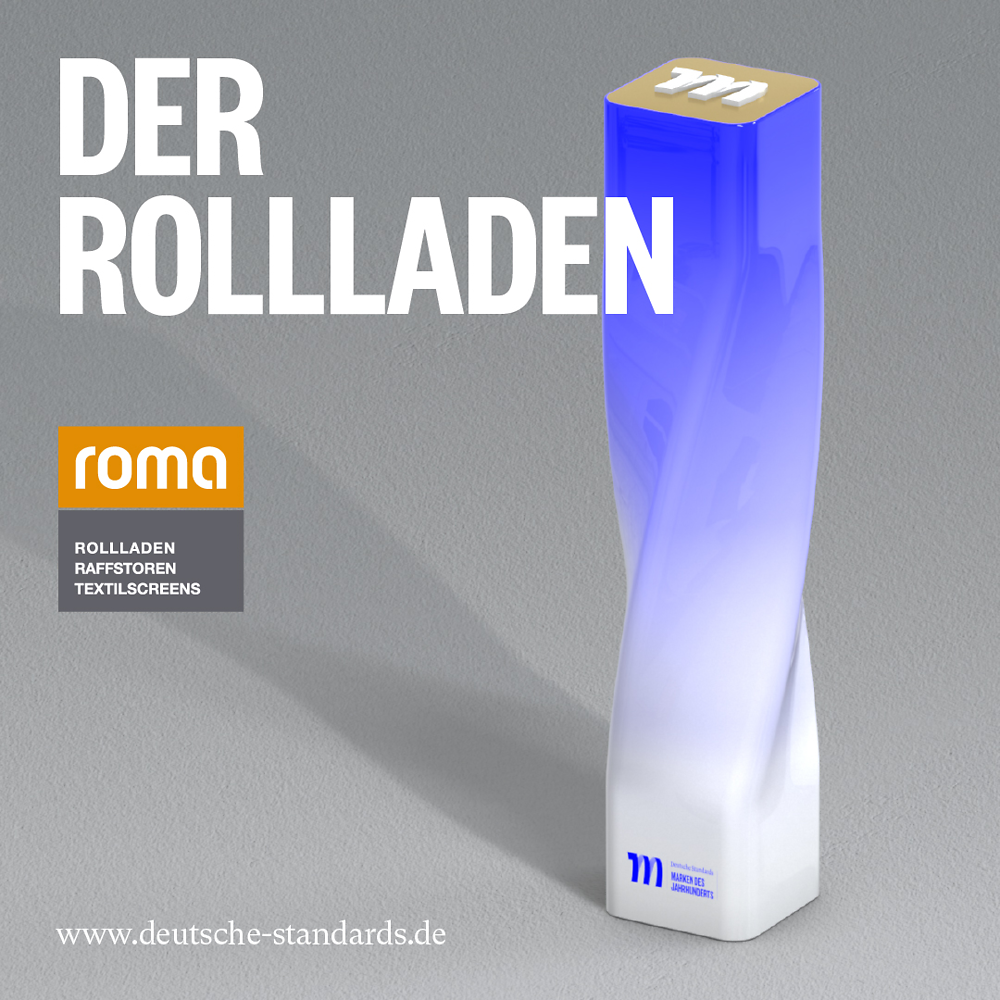 DER
ROLLLADEN
roma
ROLLLADEN
RAFFSTOREN
TEXTILSCREENS
m
m
Deutsche Standards
MARKEN DES
JAHRHUNDERTS
www.deutsche-standards.de